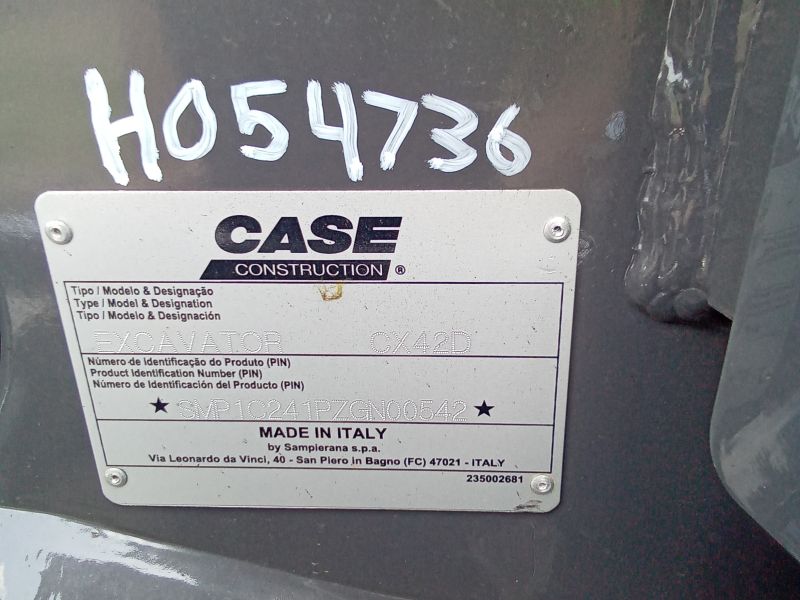 H054736
CASE
CONSTRUCTION ®
Tipo / Modelo & Designação
Type / Model & Designation
Tipo / Modelo & Designación
EXCAVATOR CX42D
Número de Identificação do Produto (PIN)
Product Identification Number (PIN)
Número de Identificación del Producto (PIN)
★ SMP1C241PZGN00542 ★
MADE IN ITALY
by Sampierana s.p.a.
Via Leonardo da Vinci, 40 - San Piero in Bagno (FC) 47021 - ITALY
235002681